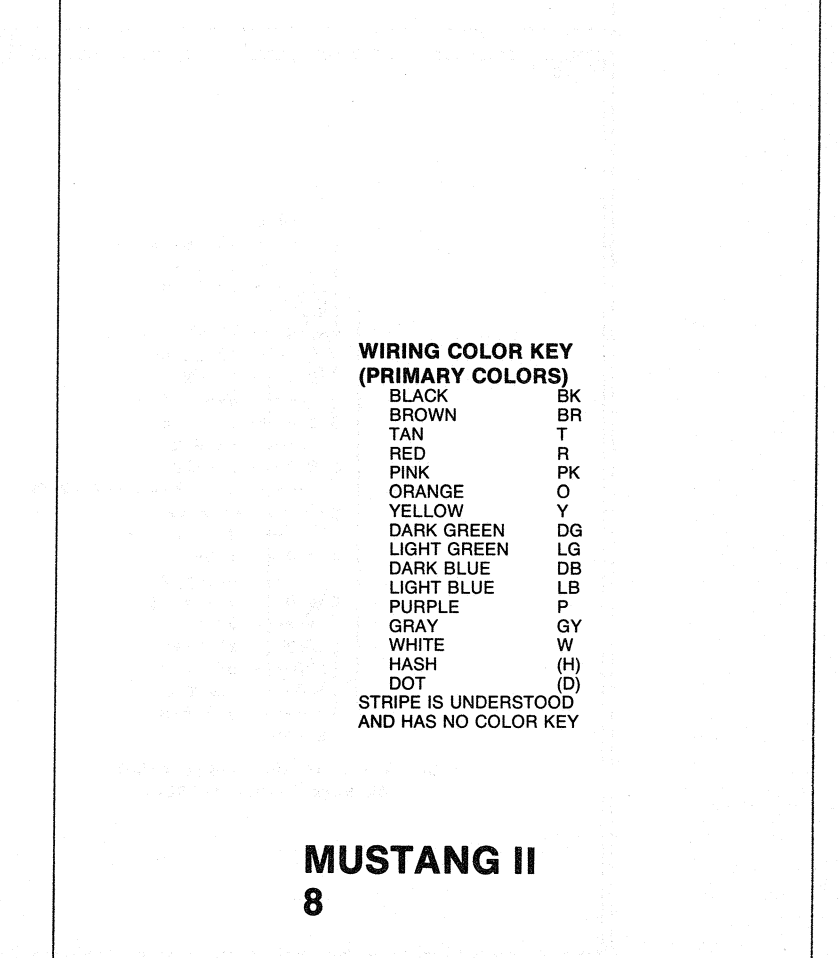 WIRING COLOR KEY
(PRIMARY COLORS)
BLACK BK
BROWN BR
TAN T
RED R
PINK PK
ORANGE O
YELLOW Y
DARK GREEN DG
LIGHT GREEN LG
DARK BLUE DB
LIGHT BLUE LB
PURPLE P
GRAY GY
WHITE W
HASH (H)
DOT (D)
STRIPE IS UNDERSTOOD
AND HAS NO COLOR KEY
MUSTANG II
8